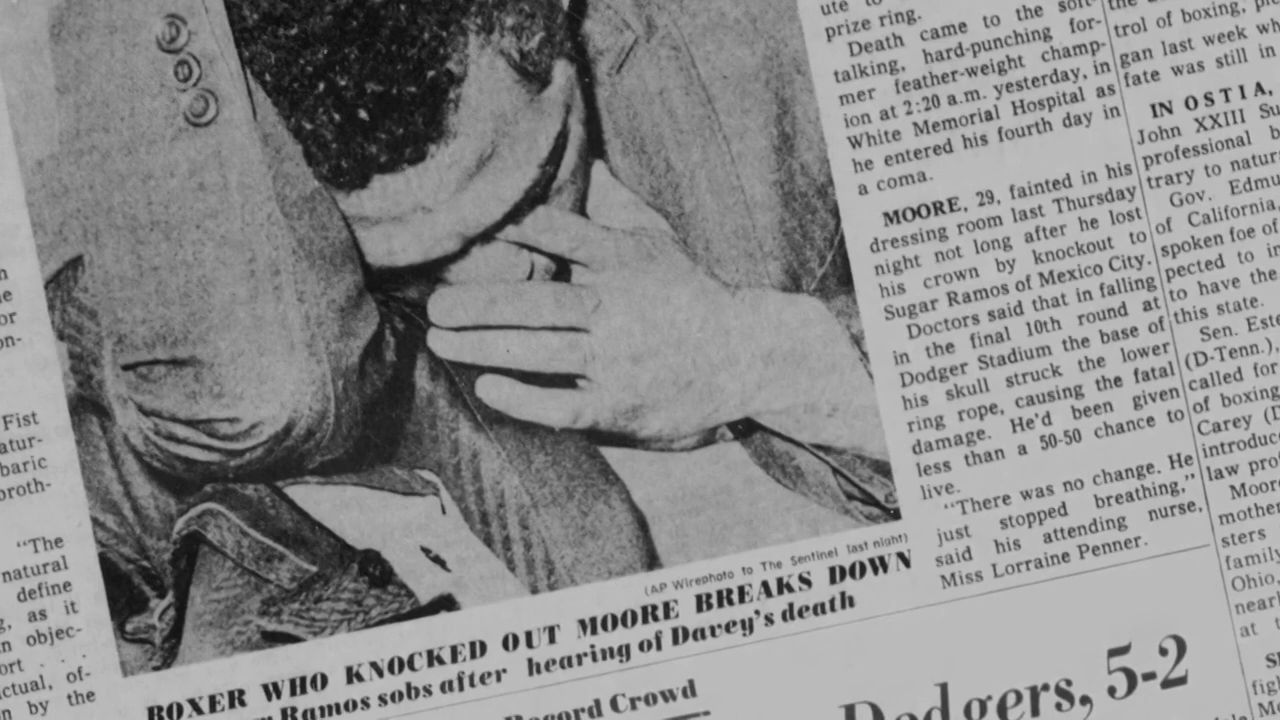 Fist
baric
"The
natural
define
as it
objec-
ort . . .
of-
by the
(AP Wirephoto to The Sentinel last night)
BOXER WHO KNOCKED OUT MOORE BREAKS DOWN
Ramos sobs after hearing of Davey's death
Record Crowd
Dodgers, 5-2
prize ring.
Death came to the soft-
talking, hard-punching for-
mer feather-weight champ-
ion at 2:20 a.m. yesterday, in
White Memorial Hospital as
he entered his fourth day in
a coma.
MOORE, 29, fainted in his
dressing room last Thursday
night not long after he lost
his crown by knockout to
Sugar Ramos of Mexico City.
Doctors said that in falling
in the final 10th round at
Dodger Stadium the base of
his skull struck the lower
ring rope, causing the fatal
damage. He'd been given
less than a 50-50 chance to
live.
"There was no change. He
just stopped breathing,"
said his attending nurse,
Miss Lorraine Penner.
trol of boxing,
gan last week
fate was still in
IN OSTIA,
John XXIII
professional
trary to
Gov.
of California,
spoken foe of
pected to
to have the
this state.
Sen.
(D-Tenn.),
called for
of boxing
Carey
law
mother
sters
family
Ohio,
at